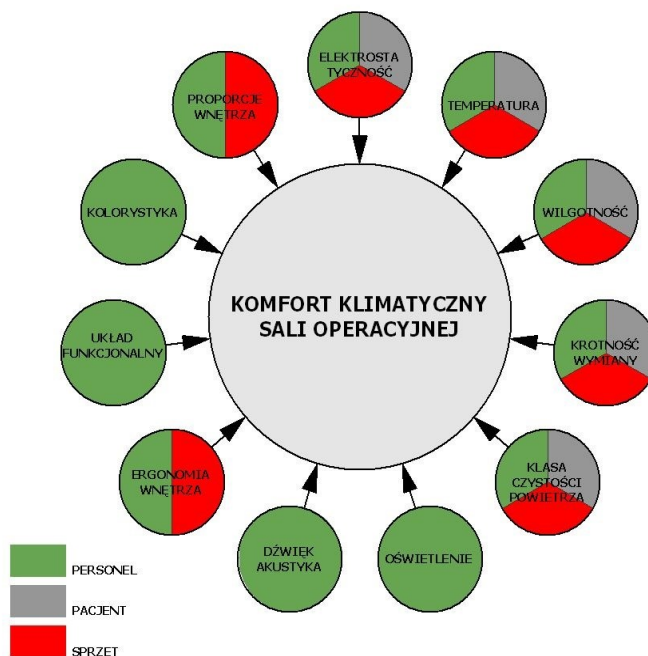 ELEKTROSTA
TYCZNOŚĆ
PROPORCJE
WNĘTRZA
TEMPERATURA
KOLORYSTYKA
WILGOTNOŚĆ
KOMFORT KLIMATYCZNY
SALI OPERACYJNEJ
UKŁAD
FUNKCJONALNY
KROTNOŚĆ
WYMIANY
ERGONOMIA
WNĘTRZA
KLASA
CZYSTOŚCI
POWIETRZA
DŹWIĘK
AKUSTYKA
OŚWIETLENIE
PERSONEL
PACJENT
SPRZĘT